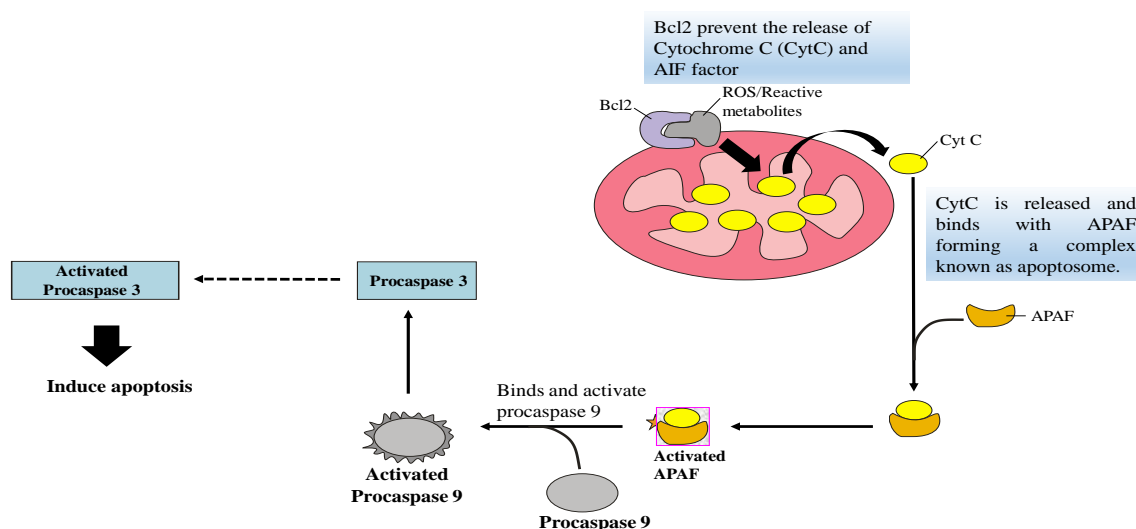 Bcl2 prevent the release of
Cytochrome C (CytC) and
AIF factor
ROS/Reactive
metabolites
Bcl2
Cyt C
CytC is released and
binds with APAF
forming a complex
known as apoptosome.
APAF
Activated
Procaspase 3
Procaspase 3
Induce apoptosis
Binds and activate
procaspase 9
Activated
APAF
Activated
Procaspase 9
Procaspase 9